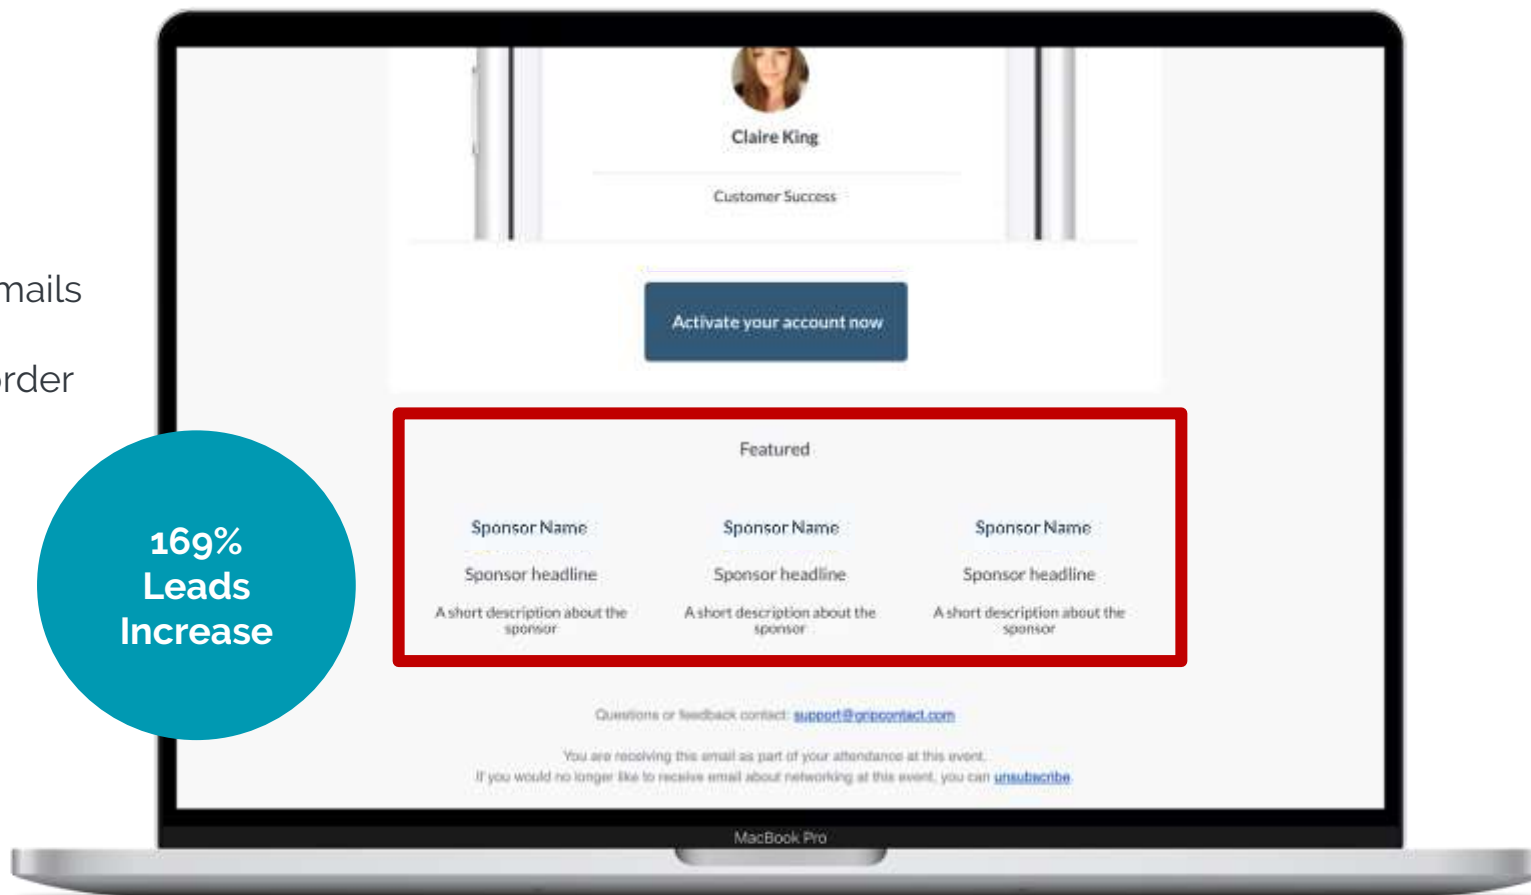 Claire King
Customer Success
mails
Activate your account now
order
Featured
169%
Leads
Increase
Sponsor Name Sponsor Name Sponsor Name
Sponsor headline Sponsor headline Sponsor headline
A short description about the A short description about the A short description about the
sponsor sponsor sponsor
Questions or feedback contact: support@gripcontact.com
You are receiving this email as part of your attendance at this event.
If you would no longer like to receive email about networking at this event, you can unsubscribe
MacBook Pro